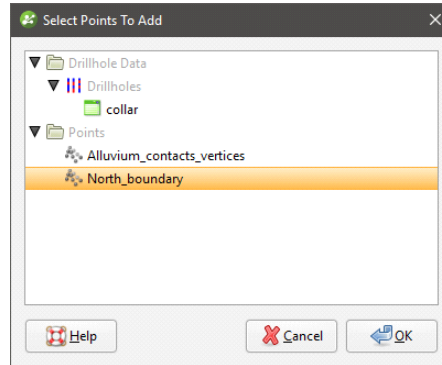 Select Points To Add
Drillhole Data
Drillholes
collar
Points
Alluvium_contacts_vertices
North_boundary
Help
Cancel
OK